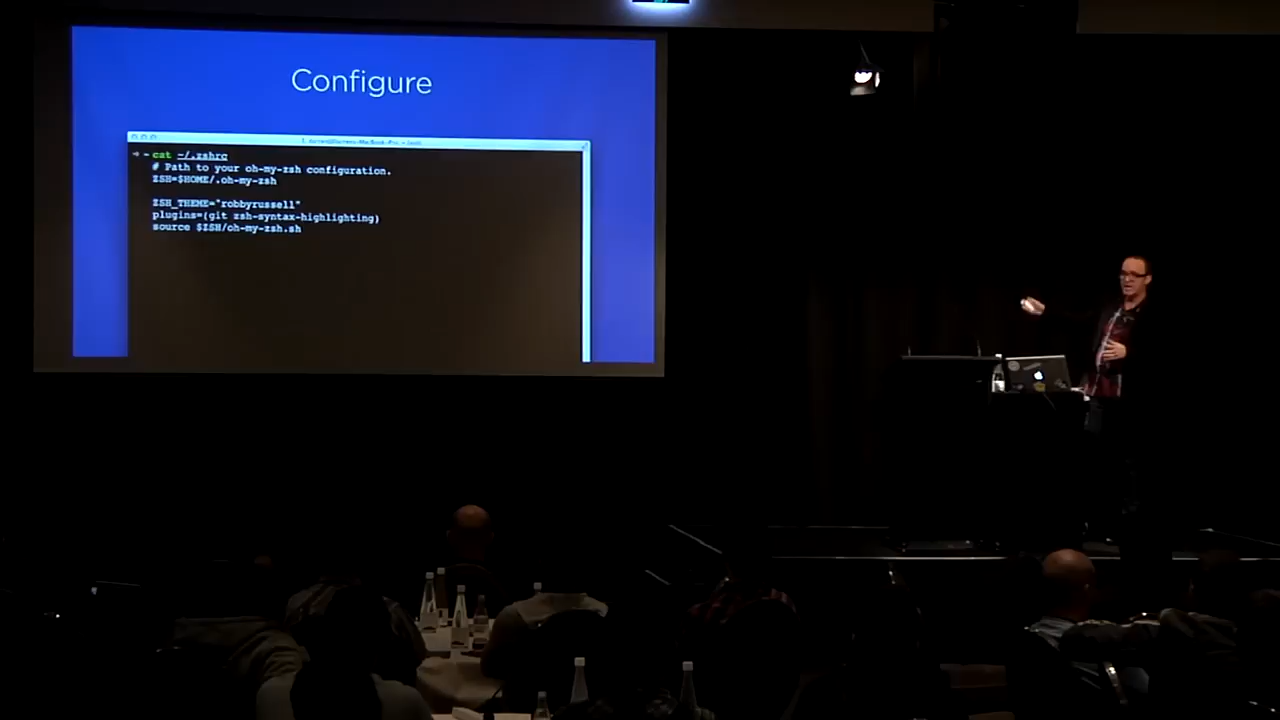 Configure
cat ~/.zshrc
# Path to your oh-my-zsh configuration.
ZSH=$HOME/.oh-my-zsh
ZSH_THEME="robbyrussell"
plugins=(git zsh-syntax-highlighting)
source $ZSH/oh-my-zsh.sh